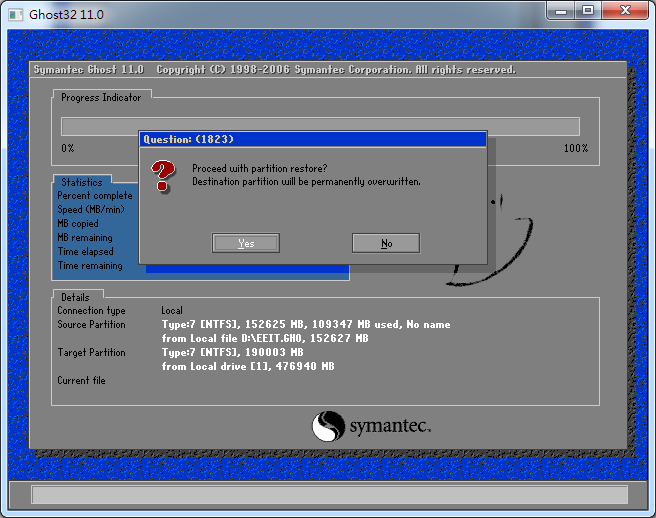 Ghost32 11.0
Symantec Ghost 11.0 Copyright (C) 1998-2006 Symantec Corporation. All rights reserved.
Progress Indicator
0%
100%
Question: (1823)
Proceed with partition restore?
Destination partition will be permanently overwritten.
Yes
No
Statistics
Percent complete
Speed (MB/min)
MB copied
MB remaining
Time elapsed
Time remaining
Details
Connection type Local
Source Partition Type:7 [NTFS], 152625 MB, 109347 MB used, No name
from Local file D:\EEIT.GHO, 152627 MB
Target Partition Type:7 [NTFS], 190003 MB
from Local drive [1], 476940 MB
Current file
symantec.